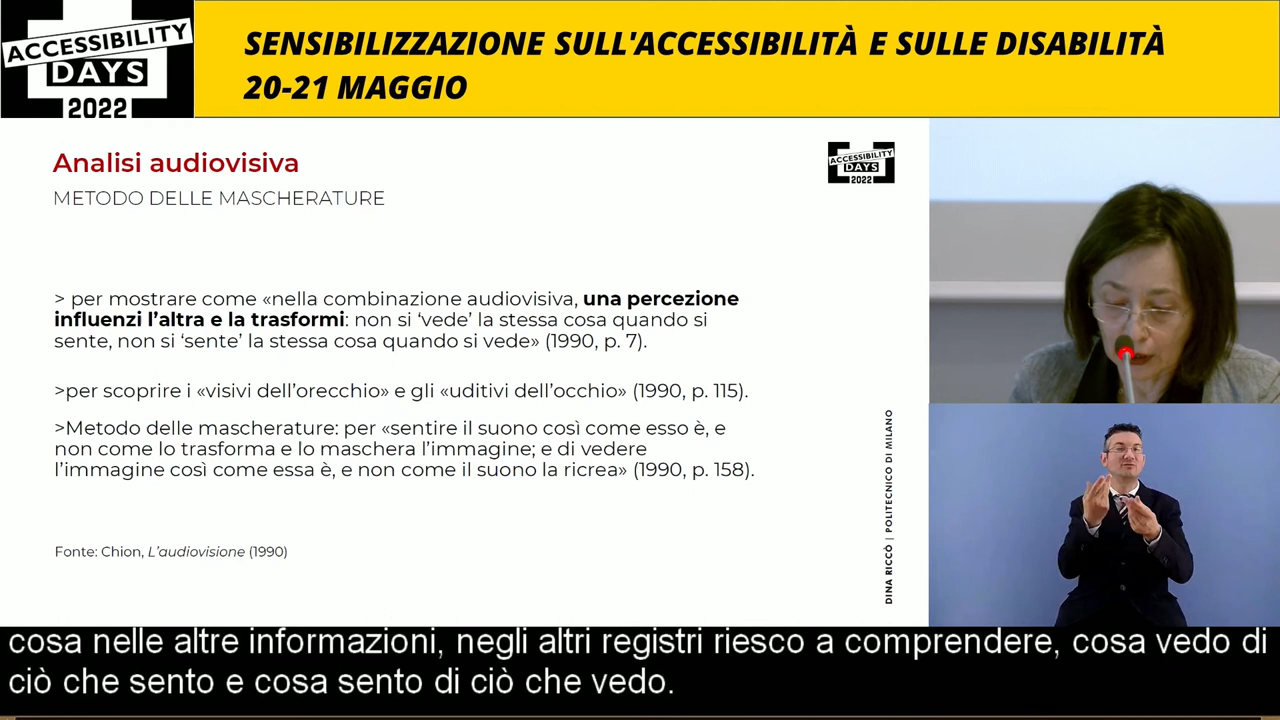 ACCESSIBILITY
DAYS
2022
SENSIBILIZZAZIONE SULL'ACCESSIBILITÀ E SULLE DISABILITÀ
20-21 MAGGIO
Analisi audiovisiva
METODO DELLE MASCHERATURE
ACCESSIBILITY
DAYS
2022
> per mostrare come «nella combinazione audiovisiva, una percezione
influenzi l’altra e la trasformi: non si ‘vede’ la stessa cosa quando si
sente, non si ‘sente’ la stessa cosa quando si vede» (1990, p. 7).
>per scoprire i «visivi dell’orecchio» e gli «uditivi dell’occhio» (1990, p. 115).
>Metodo delle mascherature: per «sentire il suono così come esso è, e
non come lo trasforma e lo maschera l’immagine; e di vedere
l’immagine così come essa è, e non come il suono la ricrea» (1990, p. 158).
Fonte: Chion, L’audiovisione (1990)
DINA RICCÒ | POLITECNICO DI MILANO
cosa nelle altre informazioni, negli altri registri riesco a comprendere, cosa vedo di
ciò che sento e cosa sento di ciò che vedo.